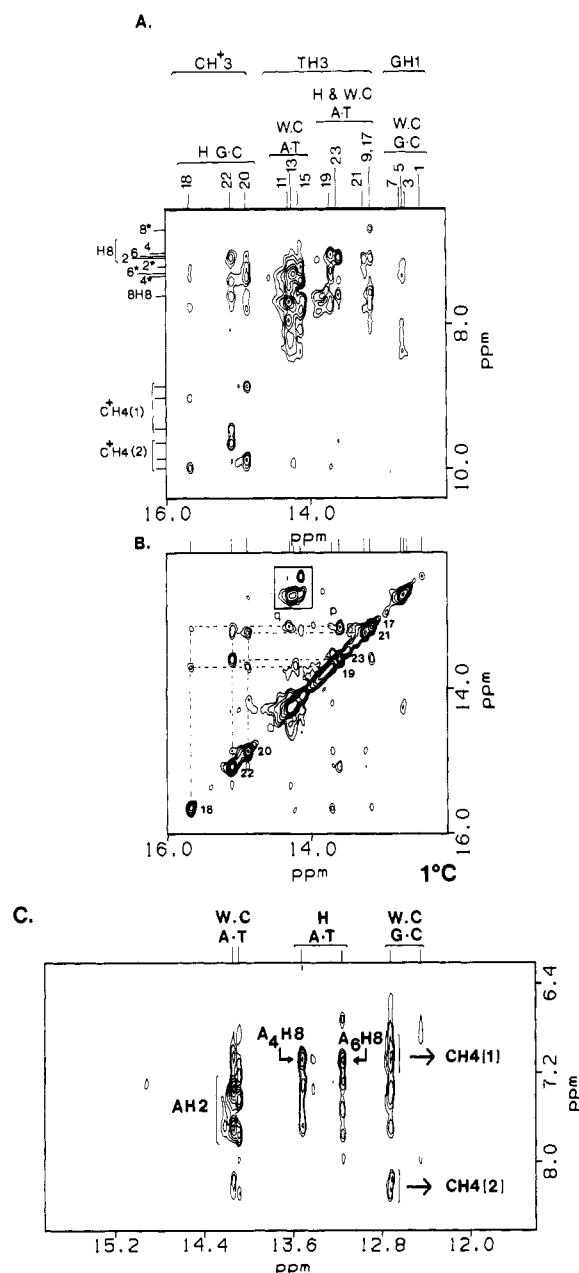 A.
CH⁺3 TH3 GH1
H & W.C
A·T
W.C
A·T
W.C
G·C
H G·C
18 22 20 11 13 15 19 23 21 9,17 7 5 3 1
8*
H8 2 6 4
2*
6*
4*
8H8
C⁺H4(1)
C⁺H4(2)
8.0
ppm
10.0
16.0 14.0
ppm
B.
17
21
23
19
20
22
18
14.0
ppm
16.0
16.0 14.0
ppm
1°C
C.
W.C H W.C
A·T A·T G·C
A₄H8 A₆H8
AH2
CH4(1)
CH4(2)
6.4
7.2
8.0
ppm
15.2 14.4 13.6 12.8 12.0
ppm